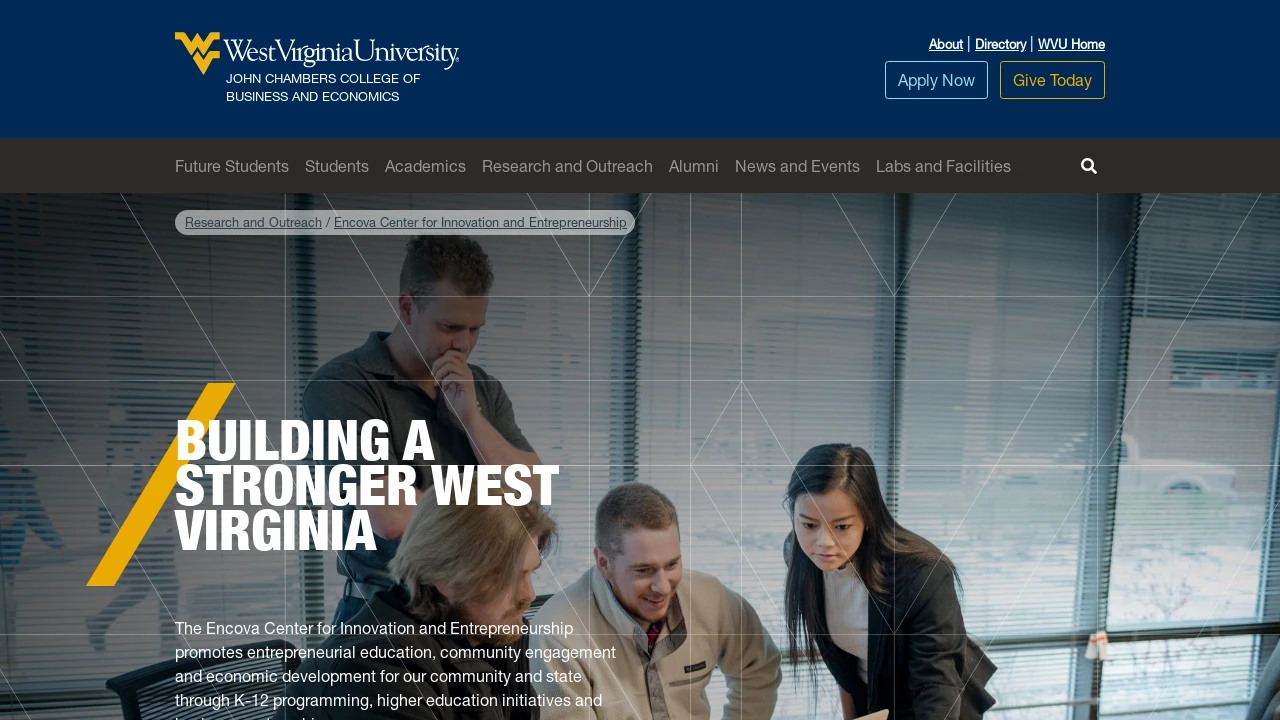 West Virginia University
JOHN CHAMBERS COLLEGE OF
BUSINESS AND ECONOMICS
About | Directory | WVU Home
Apply Now
Give Today
Future Students
Students
Academics
Research and Outreach
Alumni
News and Events
Labs and Facilities
Research and Outreach / Encova Center for Innovation and Entrepreneurship
BUILDING A
STRONGER WEST
VIRGINIA
The Encova Center for Innovation and Entrepreneurship
promotes entrepreneurial education, community engagement
and economic development for our community and state
through K-12 programming, higher education initiatives and